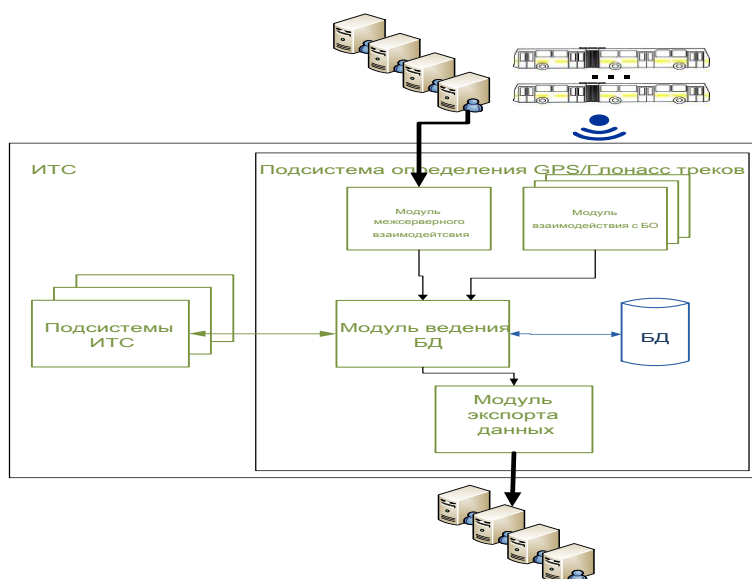 ИТС
Подсистема определения GPS/Глонасс треков
Модуль
межсерверного
взаимодейтсвия
Модуль
взаимодействия с БО
Подсистемы
ИТС
Модуль ведения
БД
БД
Модуль
экспорта
данных